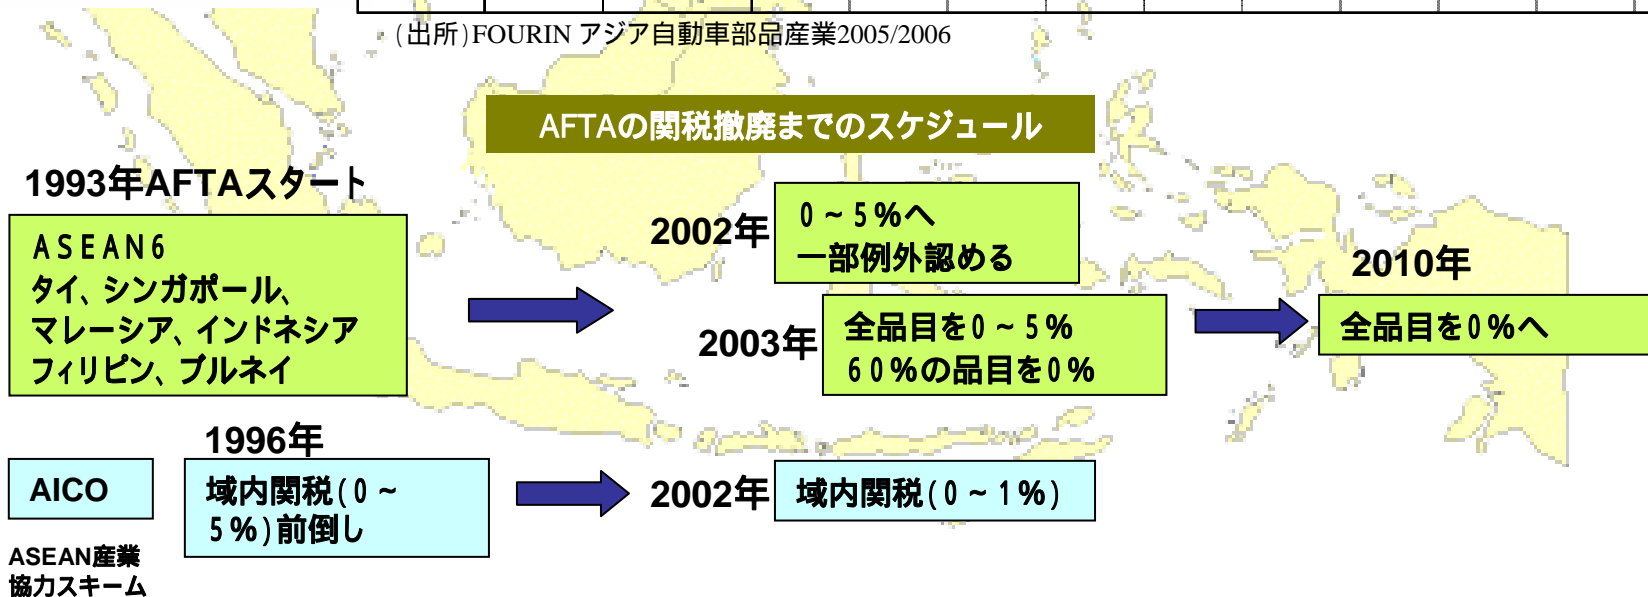 (出所)FOURIN アジア自動車部品産業2005/2006
AFTAの関税撤廃までのスケジュール
1993年AFTAスタート
ASEAN6
タイ、シンガポール、
マレーシア、インドネシア
フィリピン、ブルネイ
2002年
0~5%へ
一部例外認める
2003年
全品目を0~5%
60%の品目を0%
2010年
全品目を0%へ
1996年
AICO
域内関税(0~
5%)前倒し
2002年
域内関税(0~1%)
ASEAN産業
協力スキーム